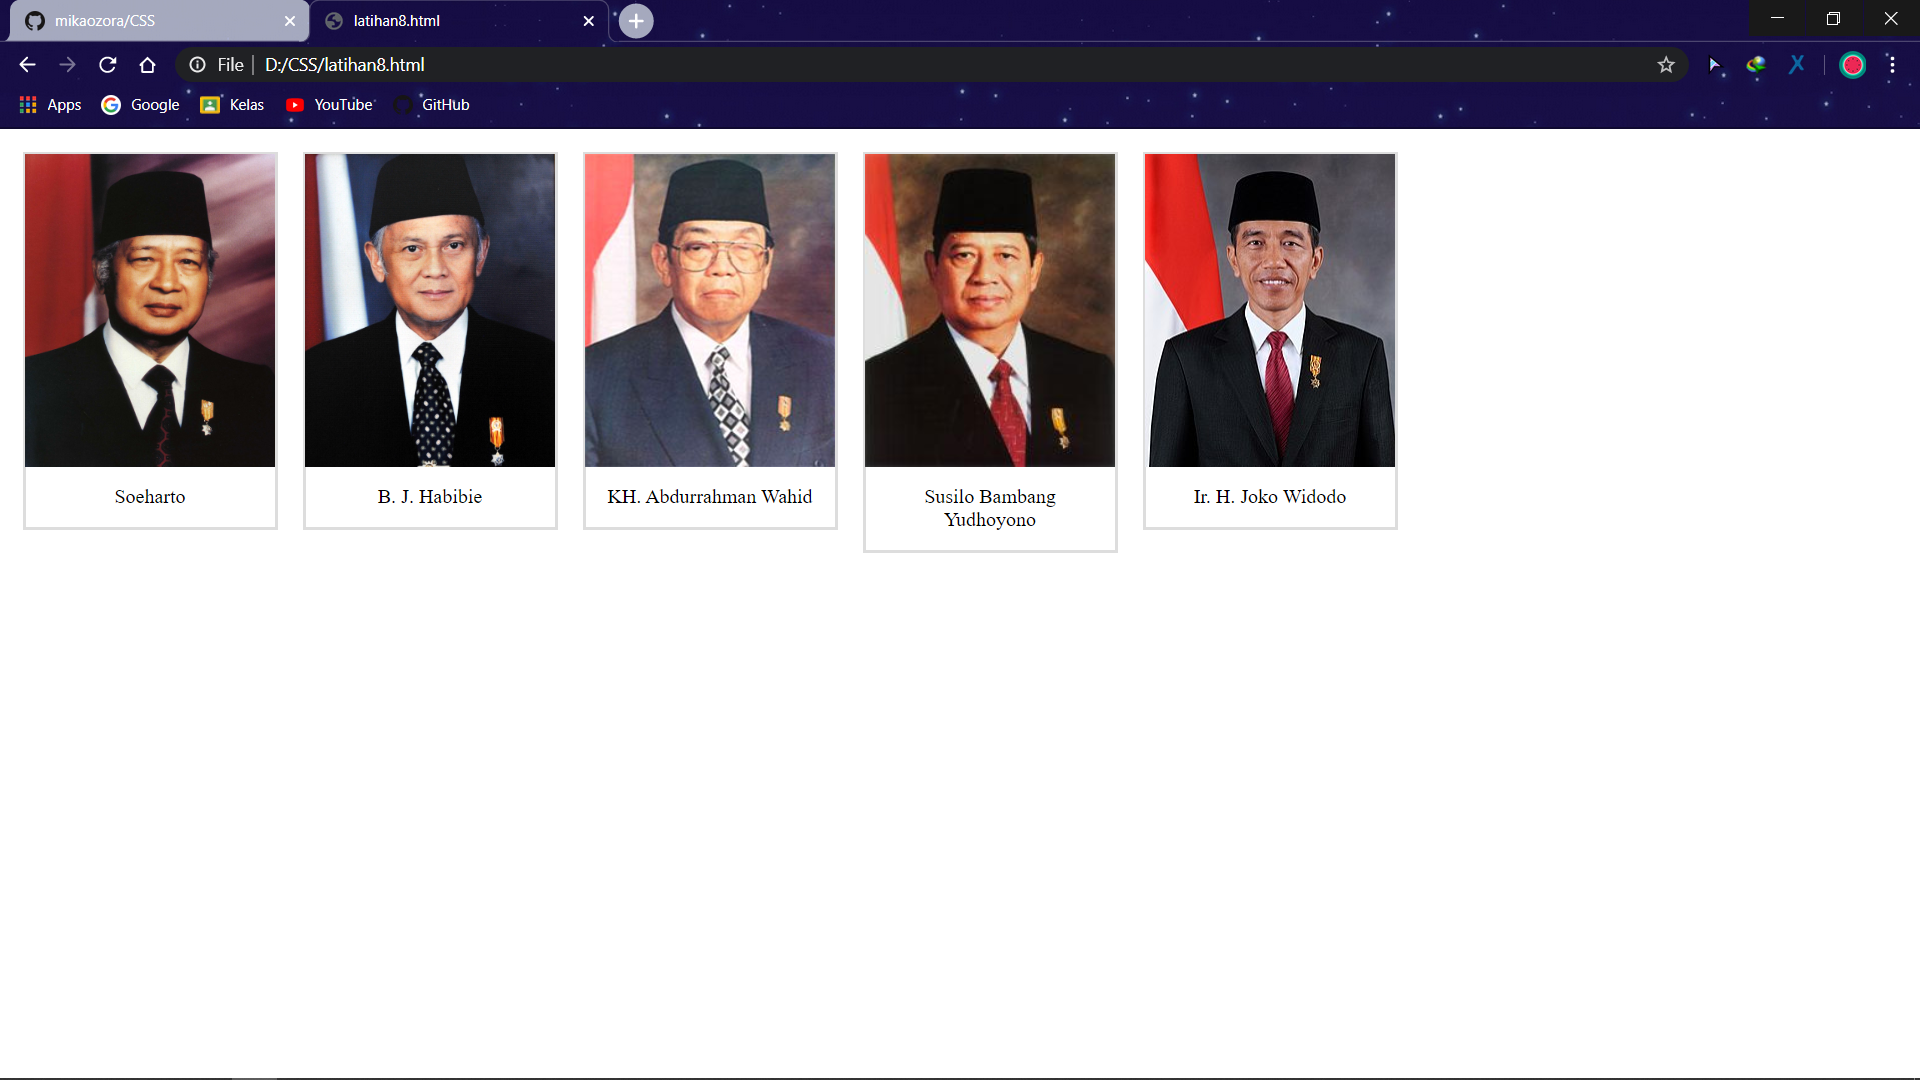 mikaozora/CSS
latihan8.html
File
D:/CSS/latihan8.html
Apps
Google
Kelas
YouTube
GitHub
Soeharto
B. J. Habibie
KH. Abdurrahman Wahid
Susilo Bambang
Yudhoyono
Ir. H. Joko Widodo